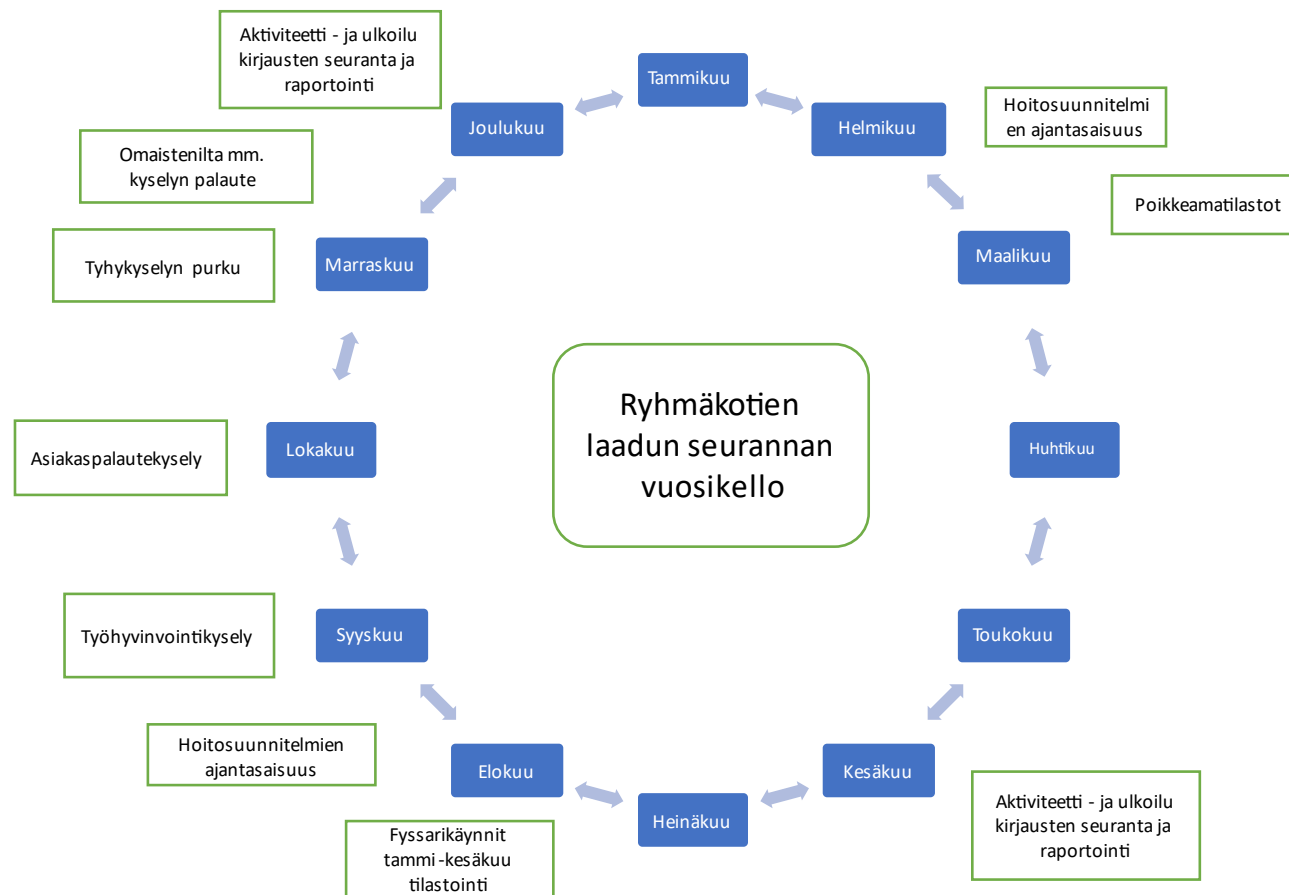 Aktiviteetti - ja ulkoilu
kirjausten seuranta ja
raportointi
Tammikuu
Helmikuu
Hoitosuunnitelmi
en ajantasaisuus
Joulukuu
Omaistenilta mm.
kyselyn palaute
Poikkeamatilastot
Tyhykyselyn purku
Marraskuu
Maalikuu
Ryhmäkotien
laadun seurannan
vuosikello
Asiakaspalautekysely
Lokakuu
Huhtikuu
Työhyvinvointikysely
Syyskuu
Toukokuu
Hoitosuunnitelmien
ajantasaisuus
Elokuu
Kesäkuu
Heinäkuu
Aktiviteetti - ja ulkoilu
kirjausten seuranta ja
raportointi
Fyssarikäynnit
tammi -kesäkuu
tilastointi